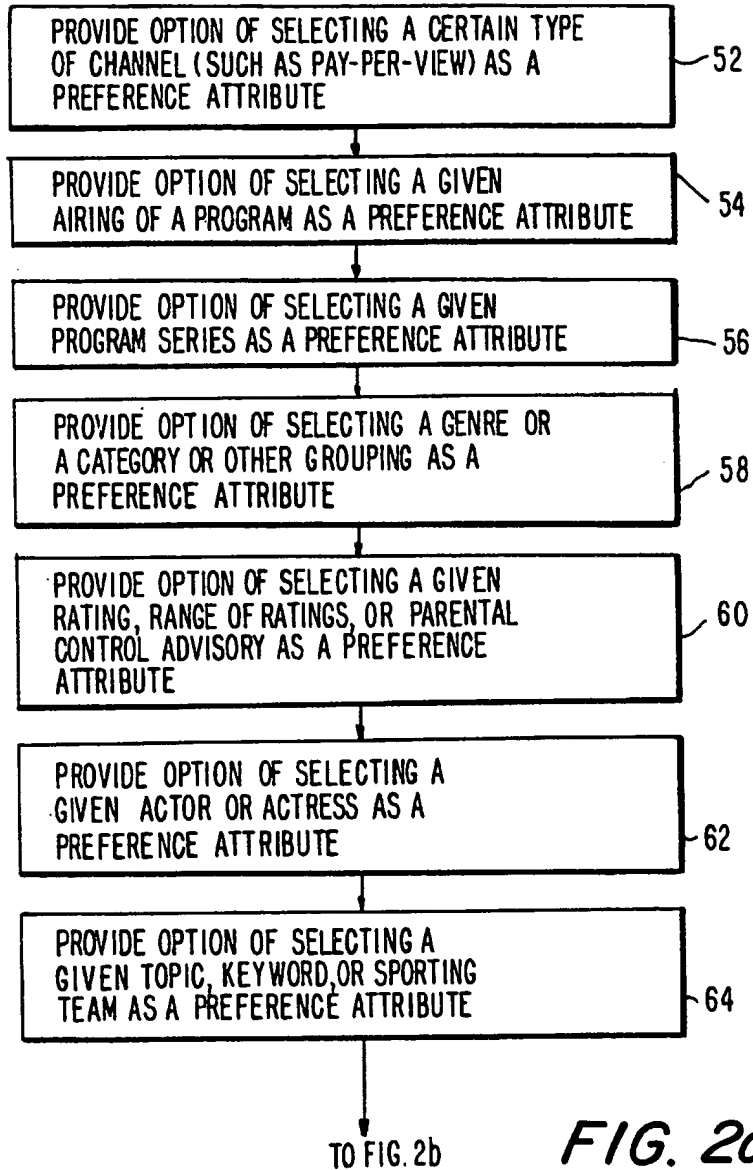 PROVIDE OPTION OF SELECTING A CERTAIN TYPE
OF CHANNEL (SUCH AS PAY-PER-VIEW) AS A
PREFERENCE ATTRIBUTE
52
PROVIDE OPTION OF SELECTING A GIVEN
AIRING OF A PROGRAM AS A PREFERENCE ATTRIBUTE
54
PROVIDE OPTION OF SELECTING A GIVEN
PROGRAM SERIES AS A PREFERENCE ATTRIBUTE
56
PROVIDE OPTION OF SELECTING A GENRE OR
A CATEGORY OR OTHER GROUPING AS A
PREFERENCE ATTRIBUTE
58
PROVIDE OPTION OF SELECTING A GIVEN
RATING, RANGE OF RATINGS, OR PARENTAL
CONTROL ADVISORY AS A PREFERENCE
ATTRIBUTE
60
PROVIDE OPTION OF SELECTING A
GIVEN ACTOR OR ACTRESS AS A
PREFERENCE ATTRIBUTE
62
PROVIDE OPTION OF SELECTING A
GIVEN TOPIC, KEYWORD, OR SPORTING
TEAM AS A PREFERENCE ATTRIBUTE
64
TO FIG. 2b
FIG.